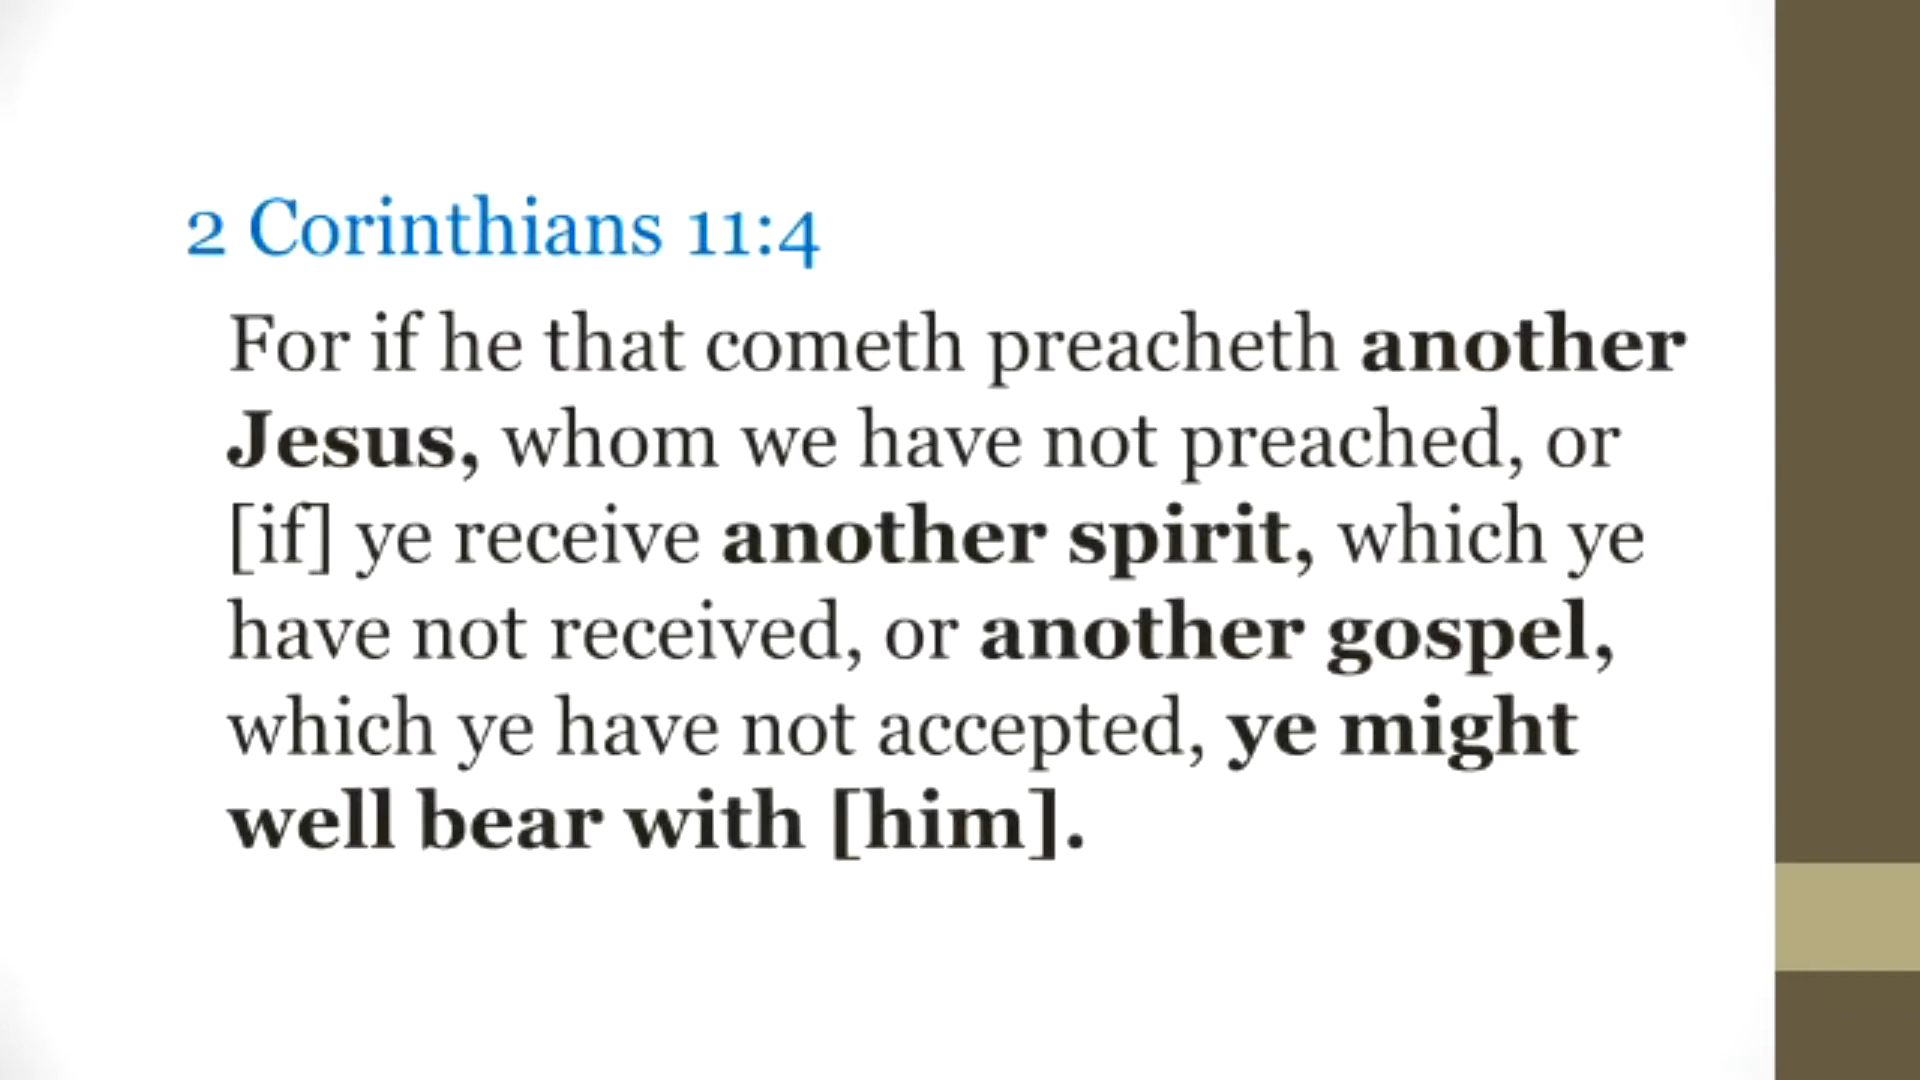 2 Corinthians 11:4
For if he that cometh preacheth another
Jesus, whom we have not preached, or
[if] ye receive another spirit, which ye
have not received, or another gospel,
which ye have not accepted, ye might
well bear with [him].